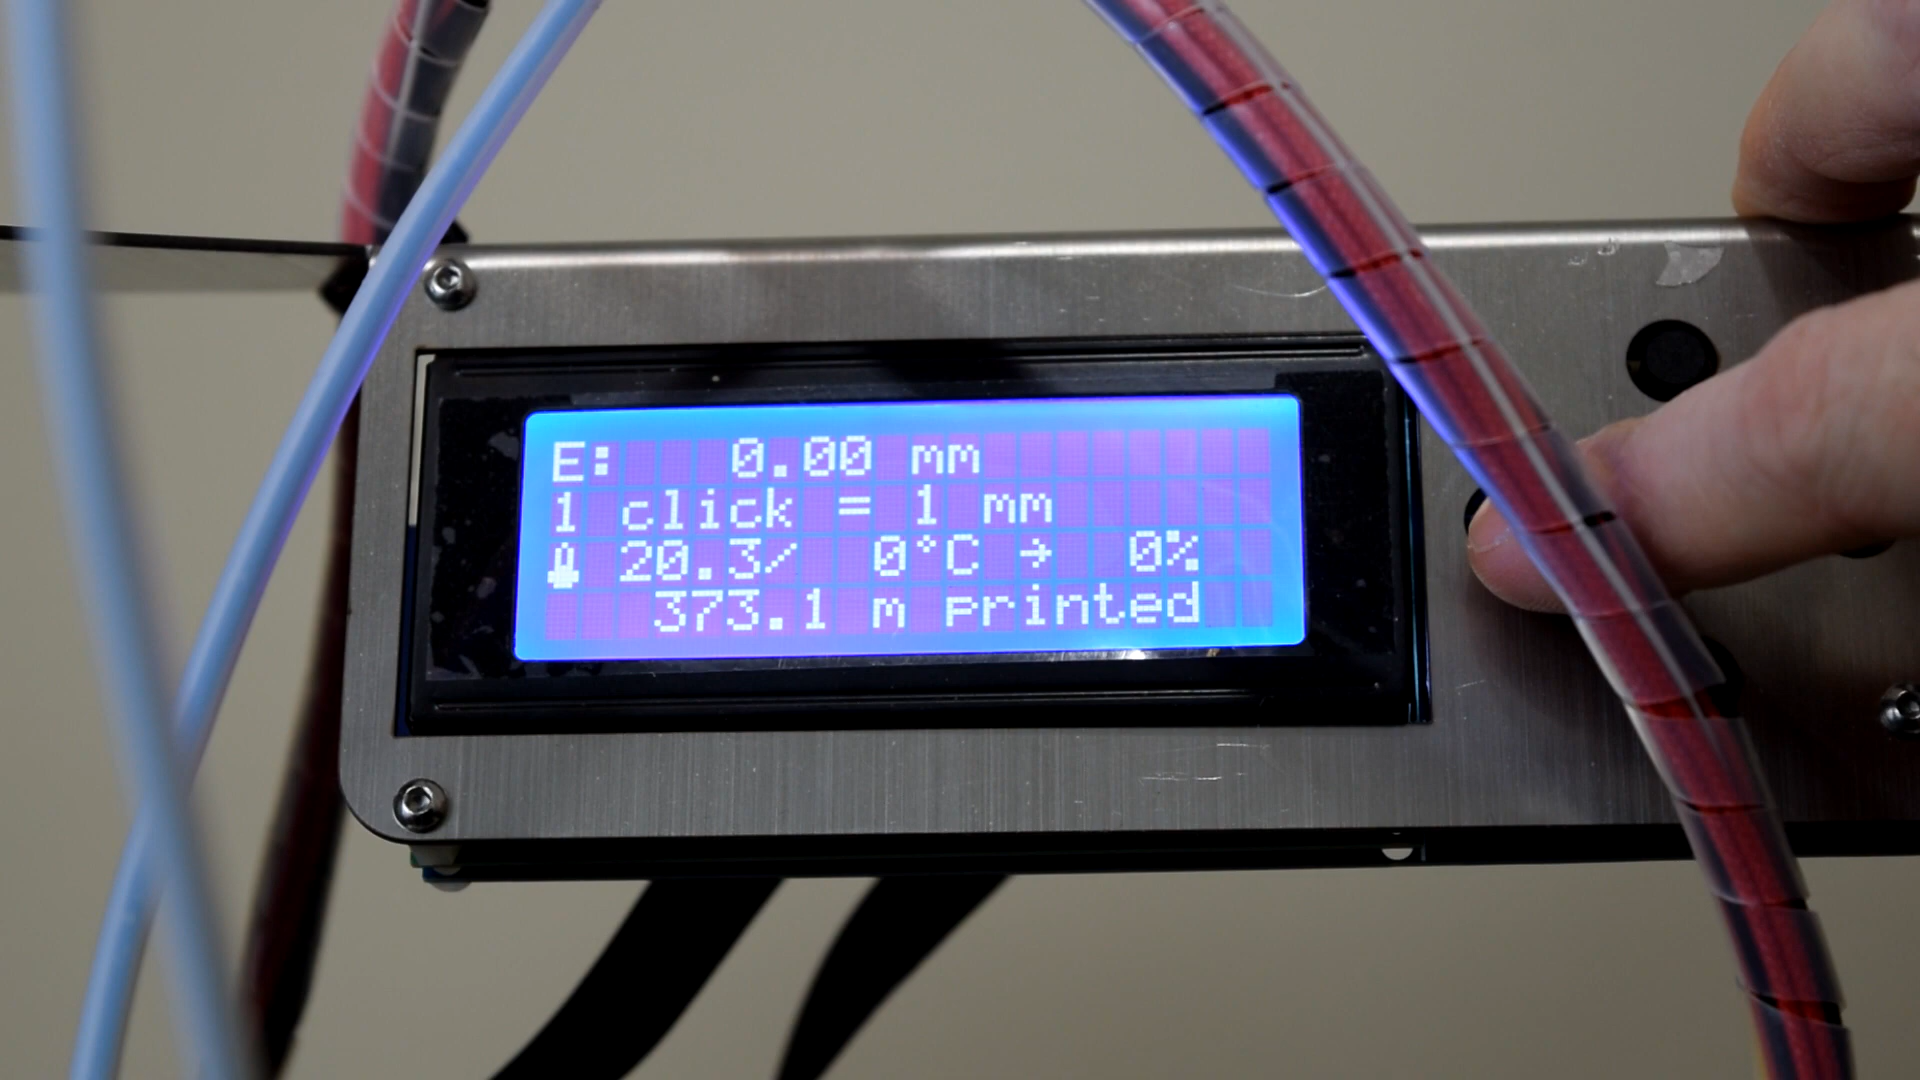 E: 0.00 mm
1 click = 1 mm
20.3/ 0°C → 0%
373.1 m printed